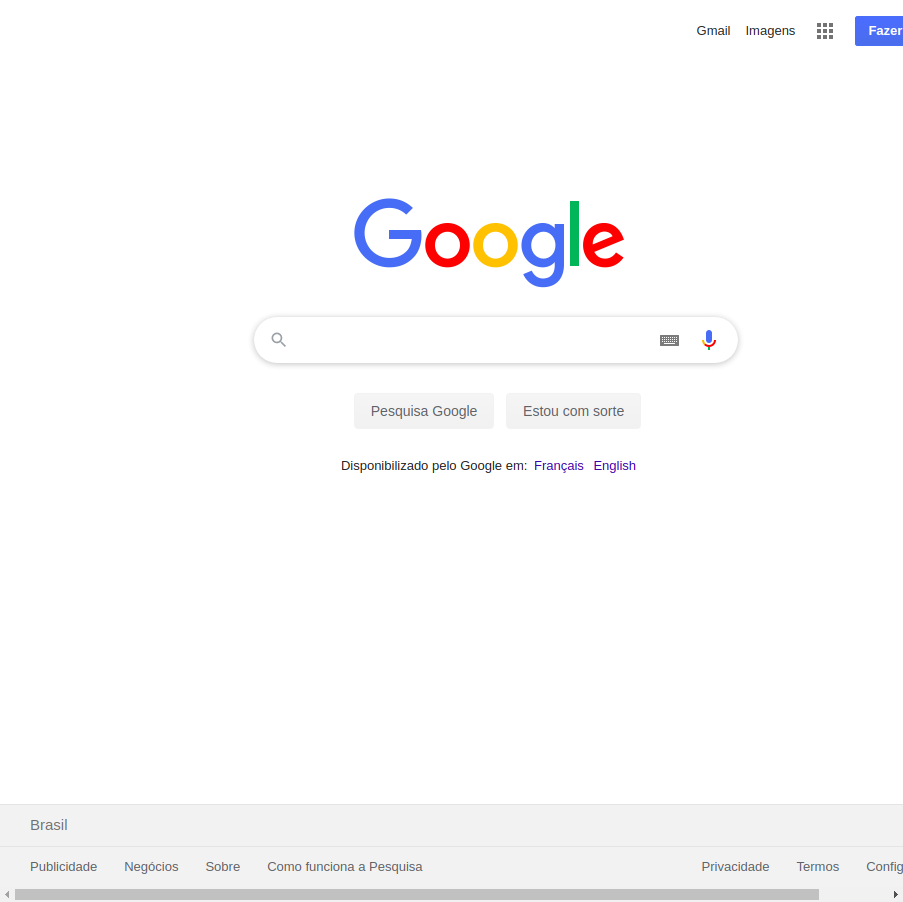 Gmail Imagens Fazer
Google
Pesquisa Google Estou com sorte
Disponibilizado pelo Google em: Français English
Brasil
Publicidade Negócios Sobre Como funciona a Pesquisa Privacidade Termos Config